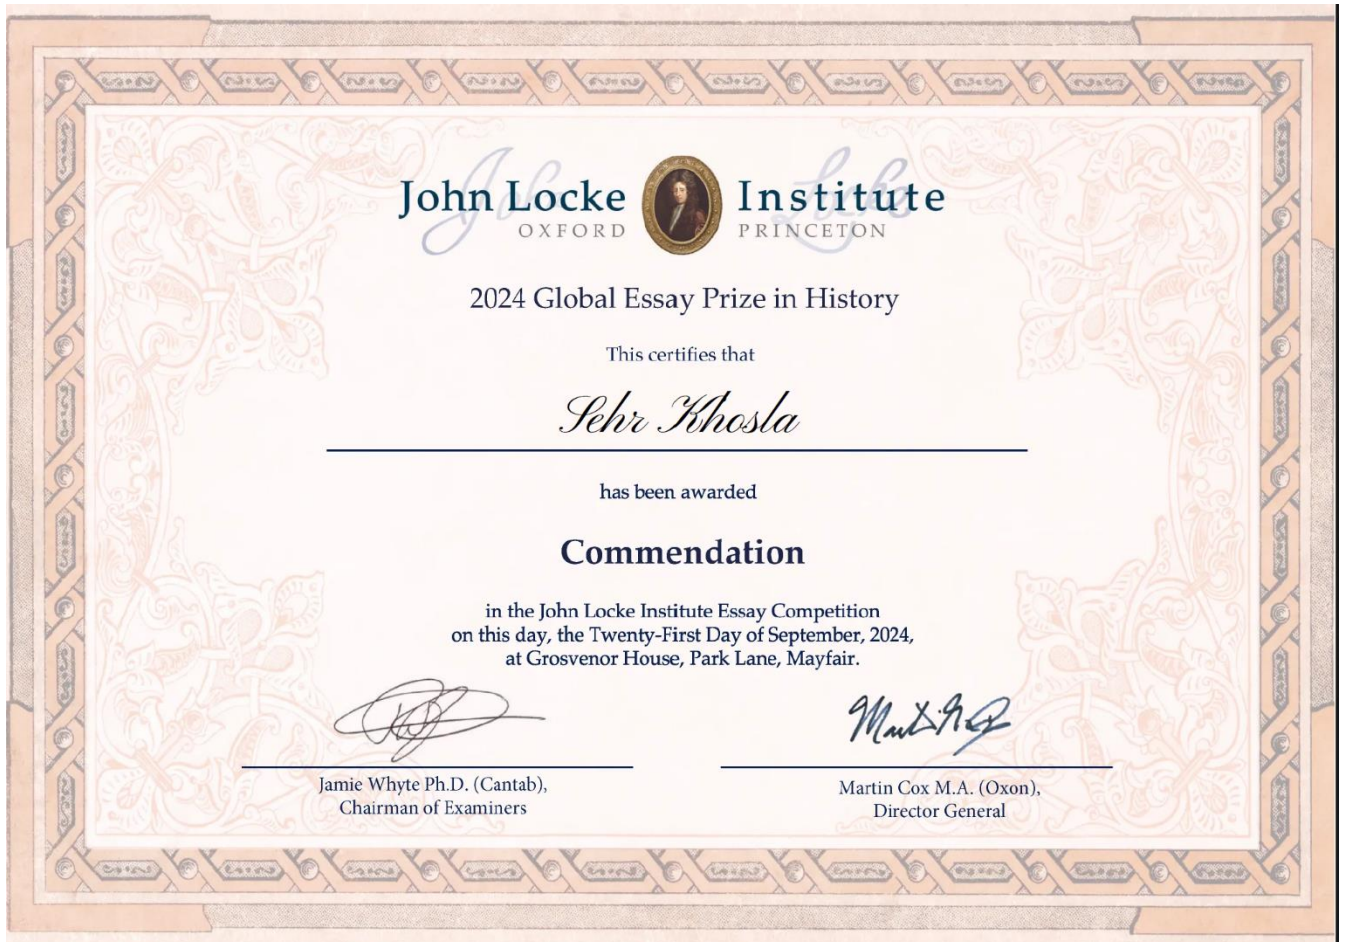 John Locke Institute
OXFORD PRINCETON
2024 Global Essay Prize in History
This certifies that
Sehr Khosla
has been awarded
Commendation
in the John Locke Institute Essay Competition
on this day, the Twenty-First Day of September, 2024,
at Grosvenor House, Park Lane, Mayfair.
Jamie Whyte Ph.D. (Cantab),
Chairman of Examiners
Martin Cox M.A. (Oxon),
Director General